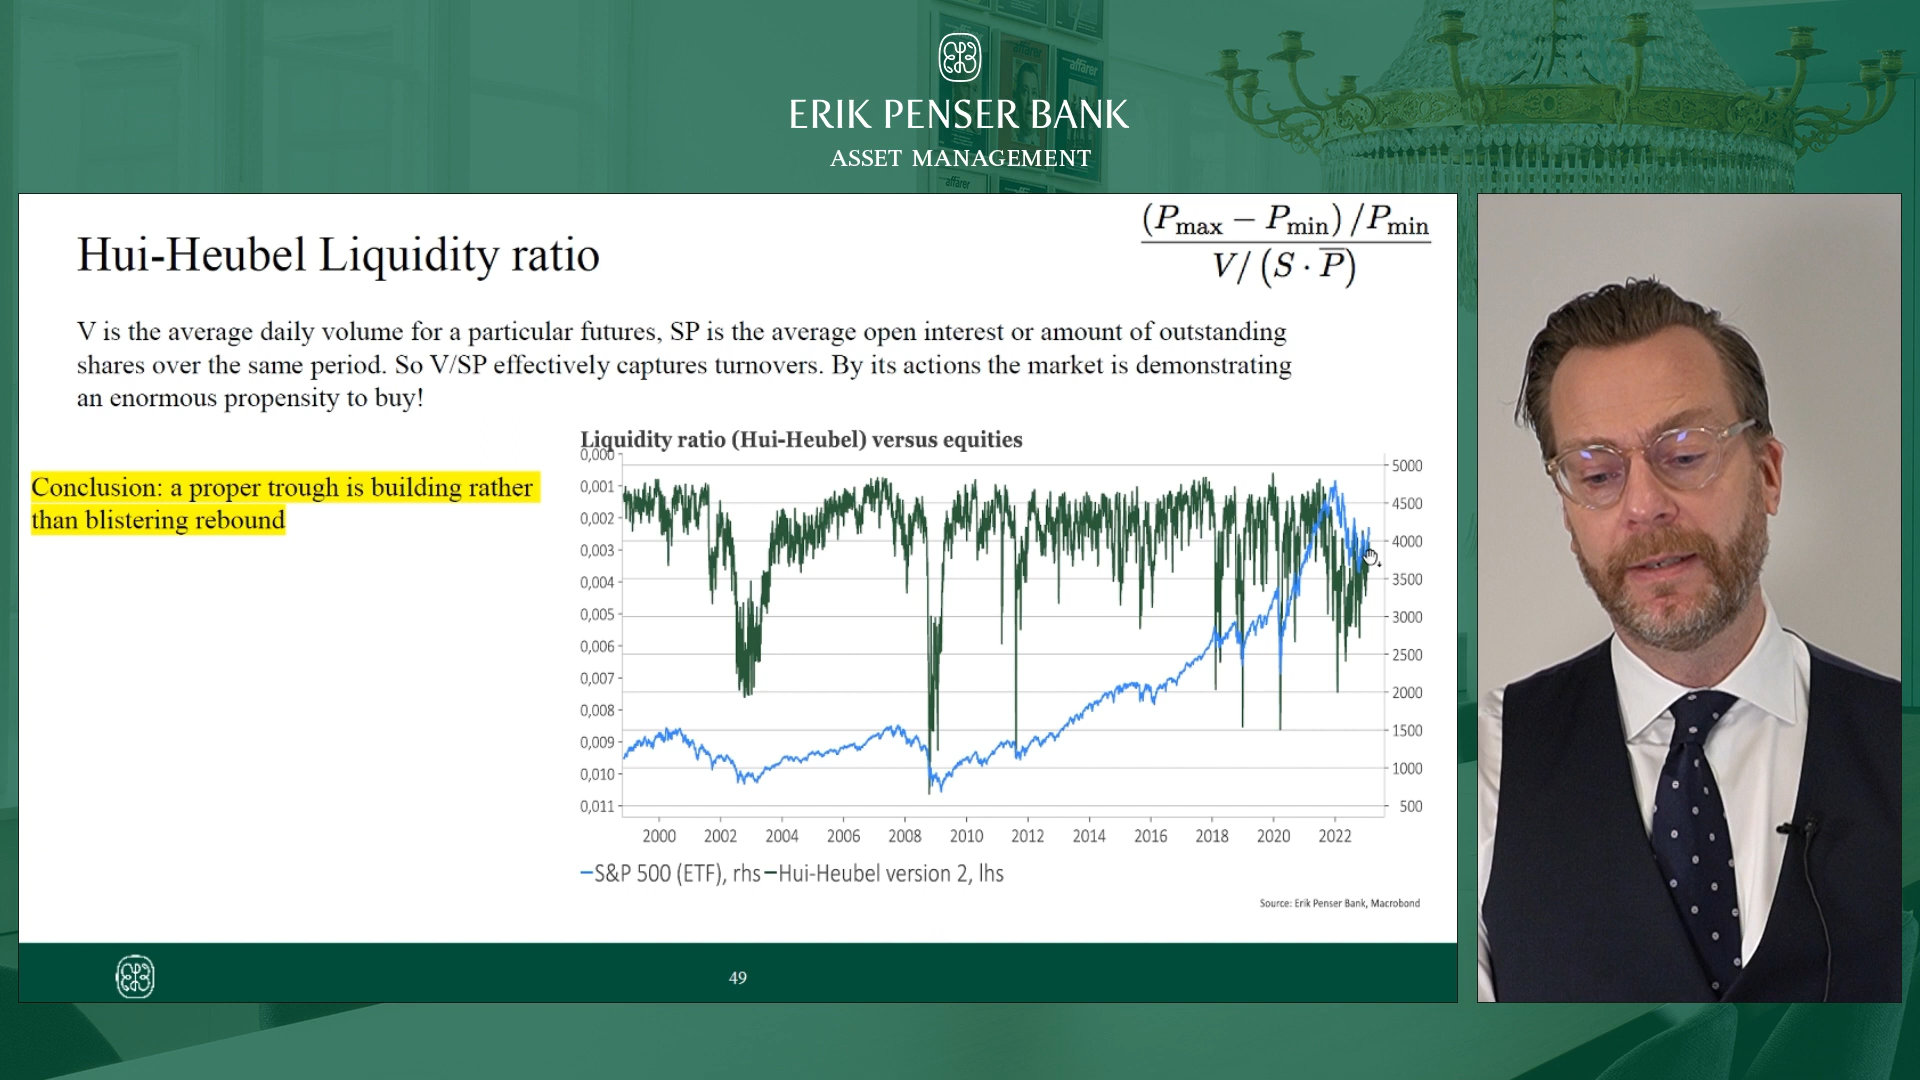 affärer
affärer
ERIK PENSER BANK
ASSET MANAGEMENT
Hui-Heubel Liquidity ratio
(Pmax − Pmin) /Pmin
V/ (S · P̅)
V is the average daily volume for a particular futures, SP is the average open interest or amount of outstanding
shares over the same period. So V/SP effectively captures turnovers. By its actions the market is demonstrating
an enormous propensity to buy!
Conclusion: a proper trough is building rather
than blistering rebound
Liquidity ratio (Hui-Heubel) versus equities
0,000
5000
0,001
4500
0,002
4000
0,003
3500
0,004
3000
0,005
2500
0,006
2000
0,007
1500
0,008
1000
0,009
500
0,010
0,011
2000 2002 2004 2006 2008 2010 2012 2014 2016 2018 2020 2022
S&P 500 (ETF), rhs Hui-Heubel version 2, lhs
Source: Erik Penser Bank, Macrobond
49